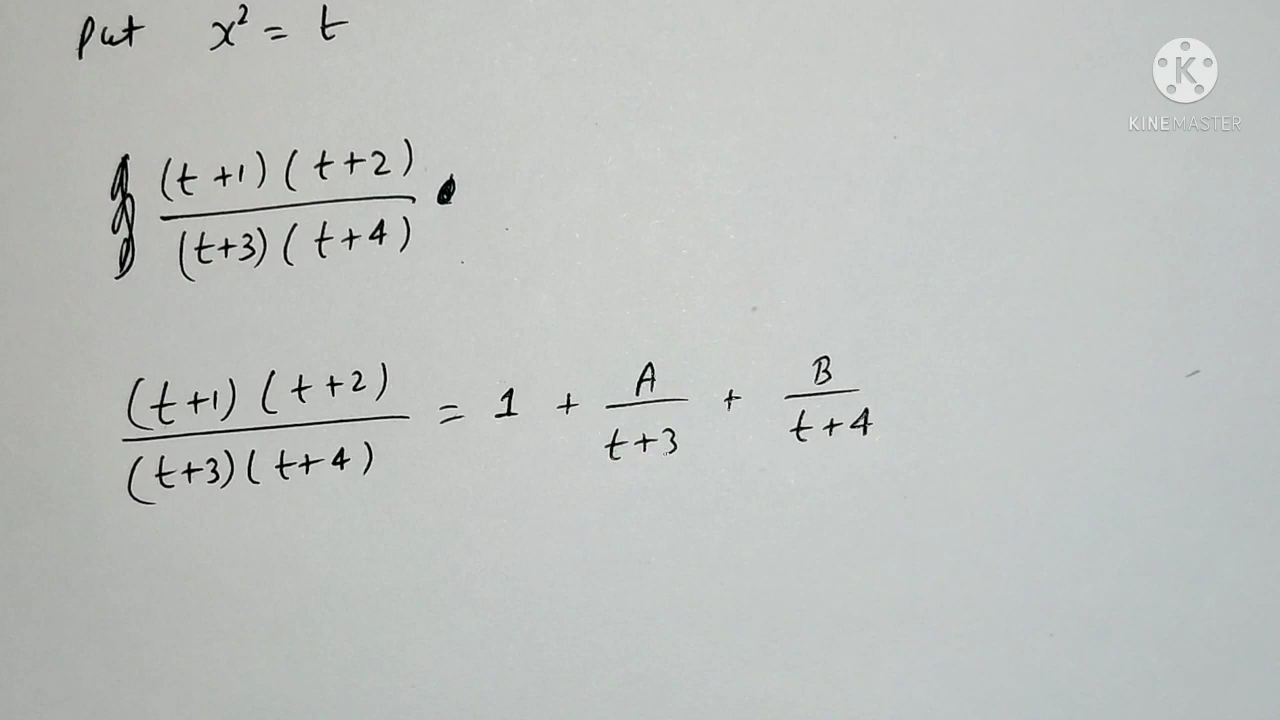 Put x² = t
K
KINEMASTER
(t+1)(t+2)
(t+3)(t+4)
(t+1)(t+2) / (t+3)(t+4) = 1 + A / t+3 + B / t+4